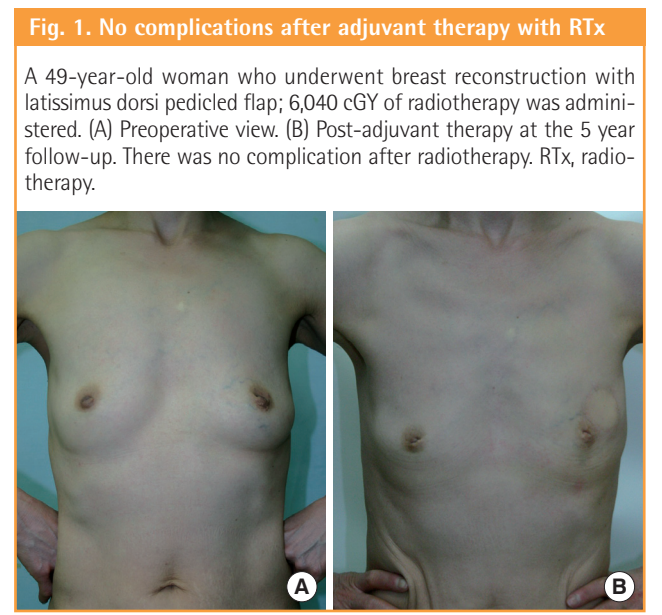 Fig. 1. No complications after adjuvant therapy with RTx
A 49-year-old woman who underwent breast reconstruction with
latissimus dorsi pedicled flap; 6,040 cGY of radiotherapy was admini-
stered. (A) Preoperative view. (B) Post-adjuvant therapy at the 5 year
follow-up. There was no complication after radiotherapy. RTx, radio-
therapy.
A
B